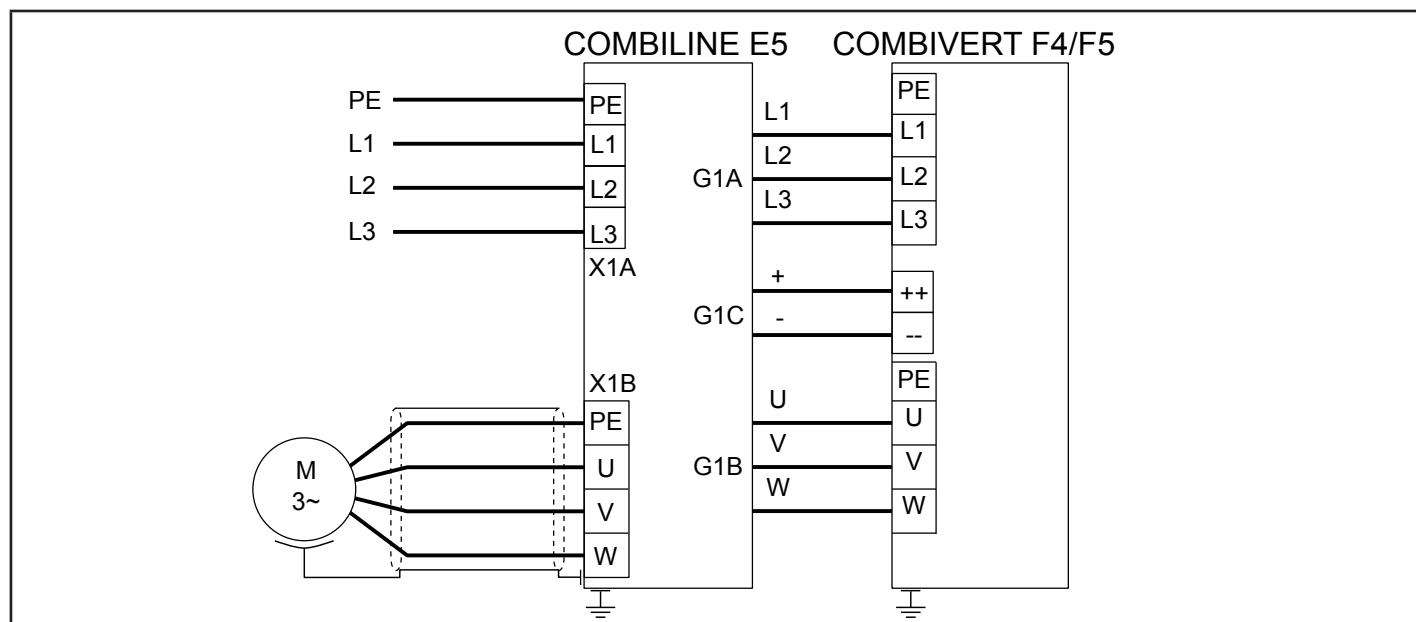 COMBILINE E5 COMBIVERT F4/F5
PE
L1
L2
L3
PE
L1
L2
L3
X1A
G1A
L1
L2
L3
PE
L1
L2
L3
G1C
+
-
++
--
X1B
PE
U
V
W
M
3~
G1B
U
V
W
PE
U
V
W